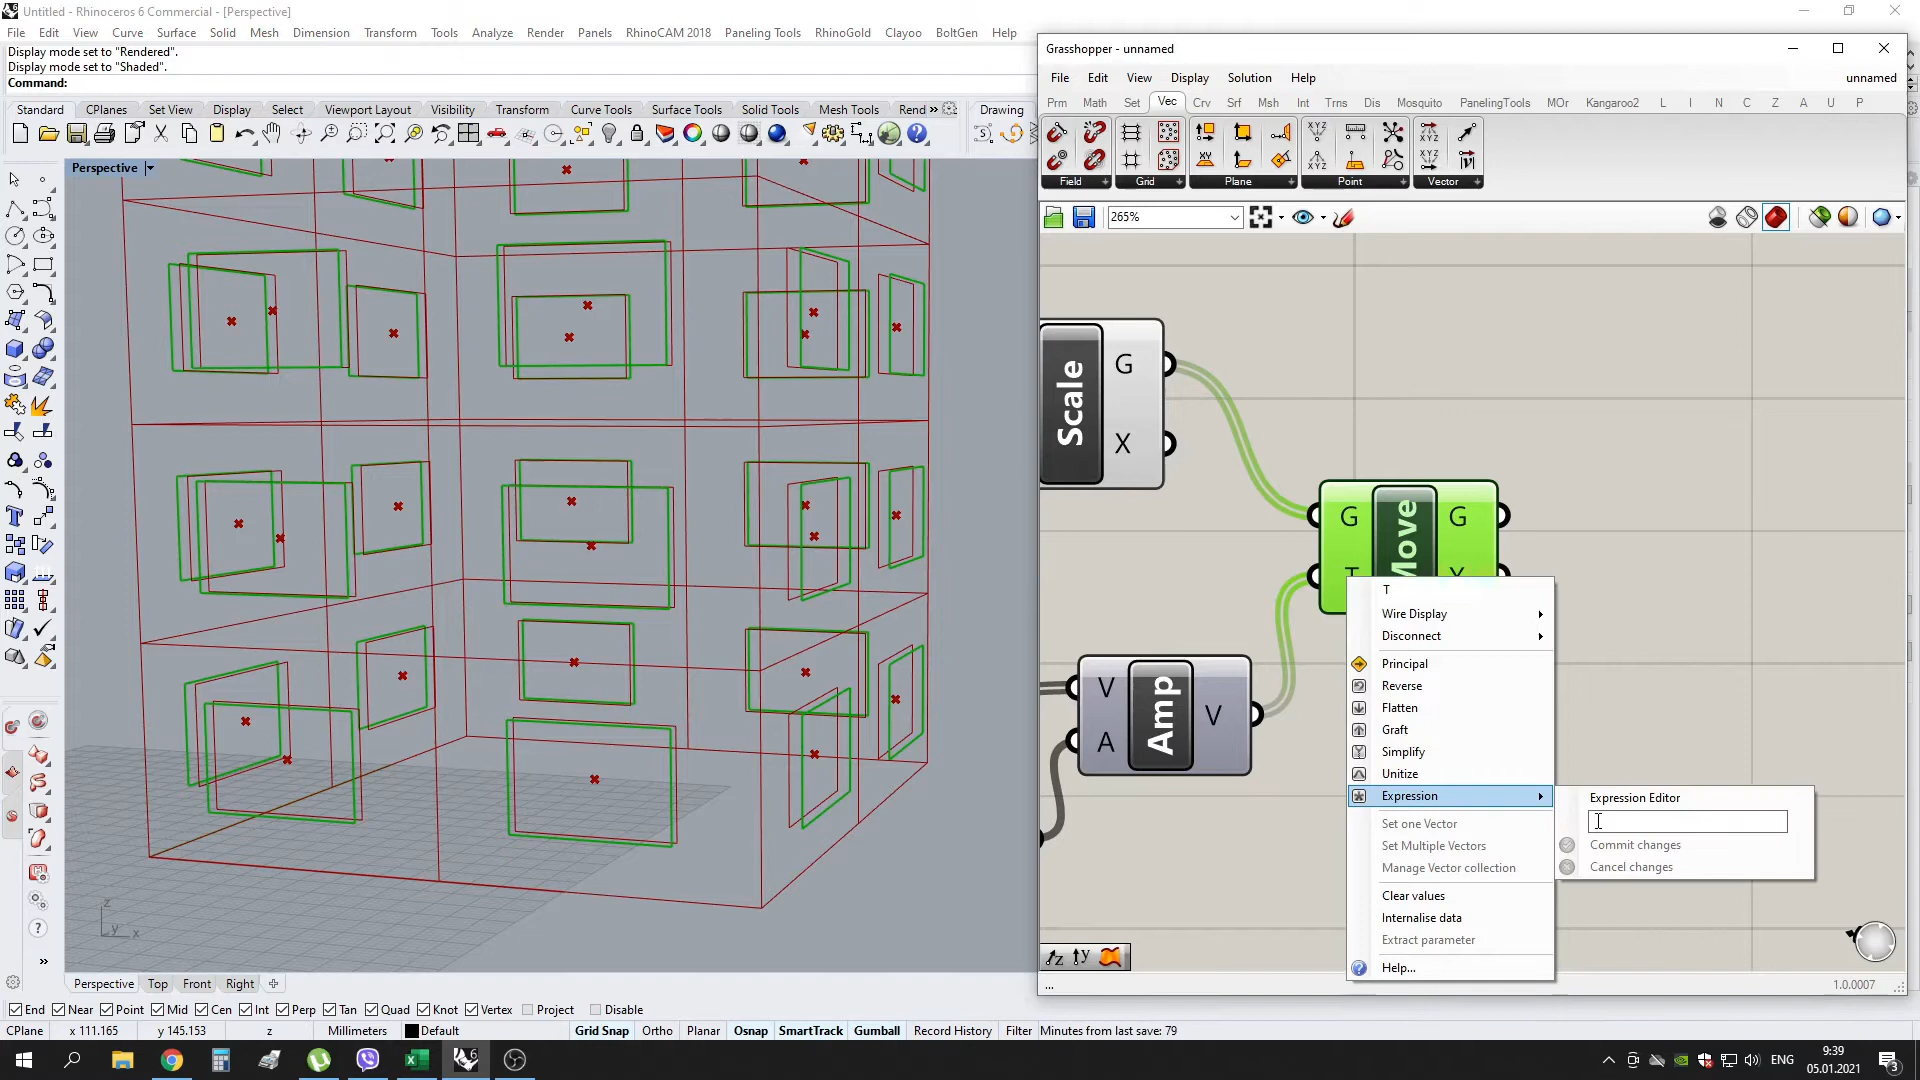 Untitled - Rhinoceros 6 Commercial - [Perspective]
File Edit View Curve Surface Solid Mesh Dimension Transform Tools Analyze Render Panels RhinoCAM 2018 Paneling Tools RhinoGold Clayoo BoltGen Help
Display mode set to "Rendered".
Display mode set to "Shaded".
Command:
Standard CPlanes Set View Display Select Viewport Layout Visibility Transform Curve Tools Surface Tools Solid Tools Mesh Tools Rend » Drawing
Perspective
Grasshopper - unnamed
File Edit View Display Solution Help unnamed
Prm Math Set Vec Crv Srf Msh Int Trns Dis Mosquito PanelingTools MOr Kangaroo2 L I N C Z A U P
Field Grid Plane Point Vector
265%
Scale
G
X
G
Move
G
T
X
V
Amp
V
A
T
Wire Display
Disconnect
Principal
Reverse
Flatten
Graft
Simplify
Unitize
Expression
Expression Editor
Commit changes
Cancel changes
Set one Vector
Set Multiple Vectors
Manage Vector collection
Clear values
Internalise data
Extract parameter
Help...
... 1.0.0007
z
y x
Perspective Top Front Right
End Near Point Mid Cen Int Perp Tan Quad Knot Vertex Project Disable
CPlane x 111.165 y 145.153 z Millimeters Default Grid Snap Ortho Planar Osnap SmartTrack Gumball Record History Filter Minutes from last save: 79
ENG
9:39
05.01.2021
3